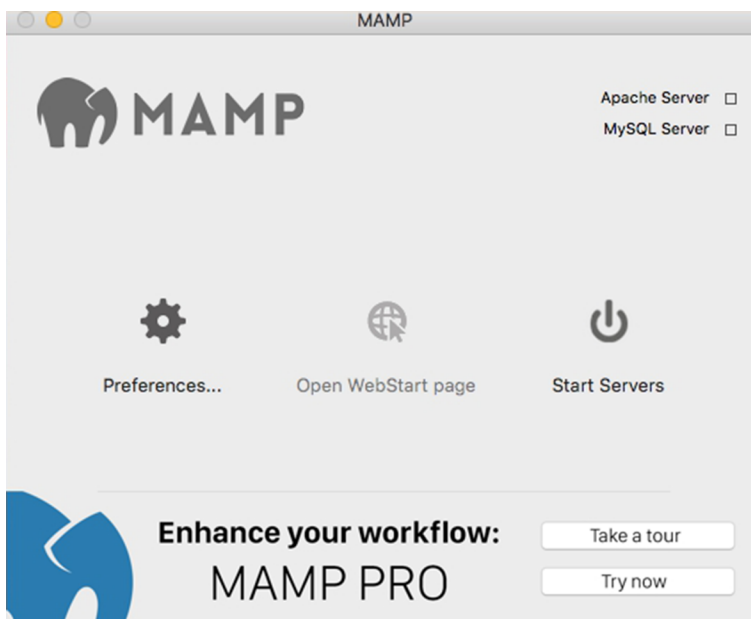 MAMP
MAMP
Apache Server
MySQL Server
Preferences...
Open WebStart page
Start Servers
Enhance your workflow:
MAMP PRO
Take a tour
Try now